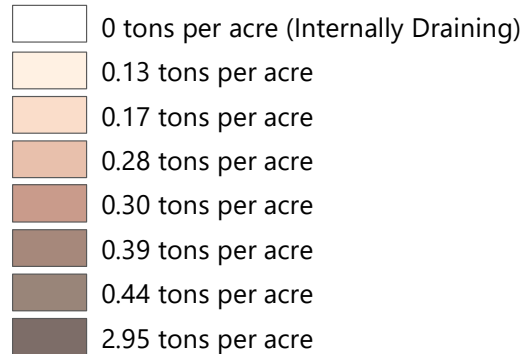 0 tons per acre (Internally Draining)
0.13 tons per acre
0.17 tons per acre
0.28 tons per acre
0.30 tons per acre
0.39 tons per acre
0.44 tons per acre
2.95 tons per acre